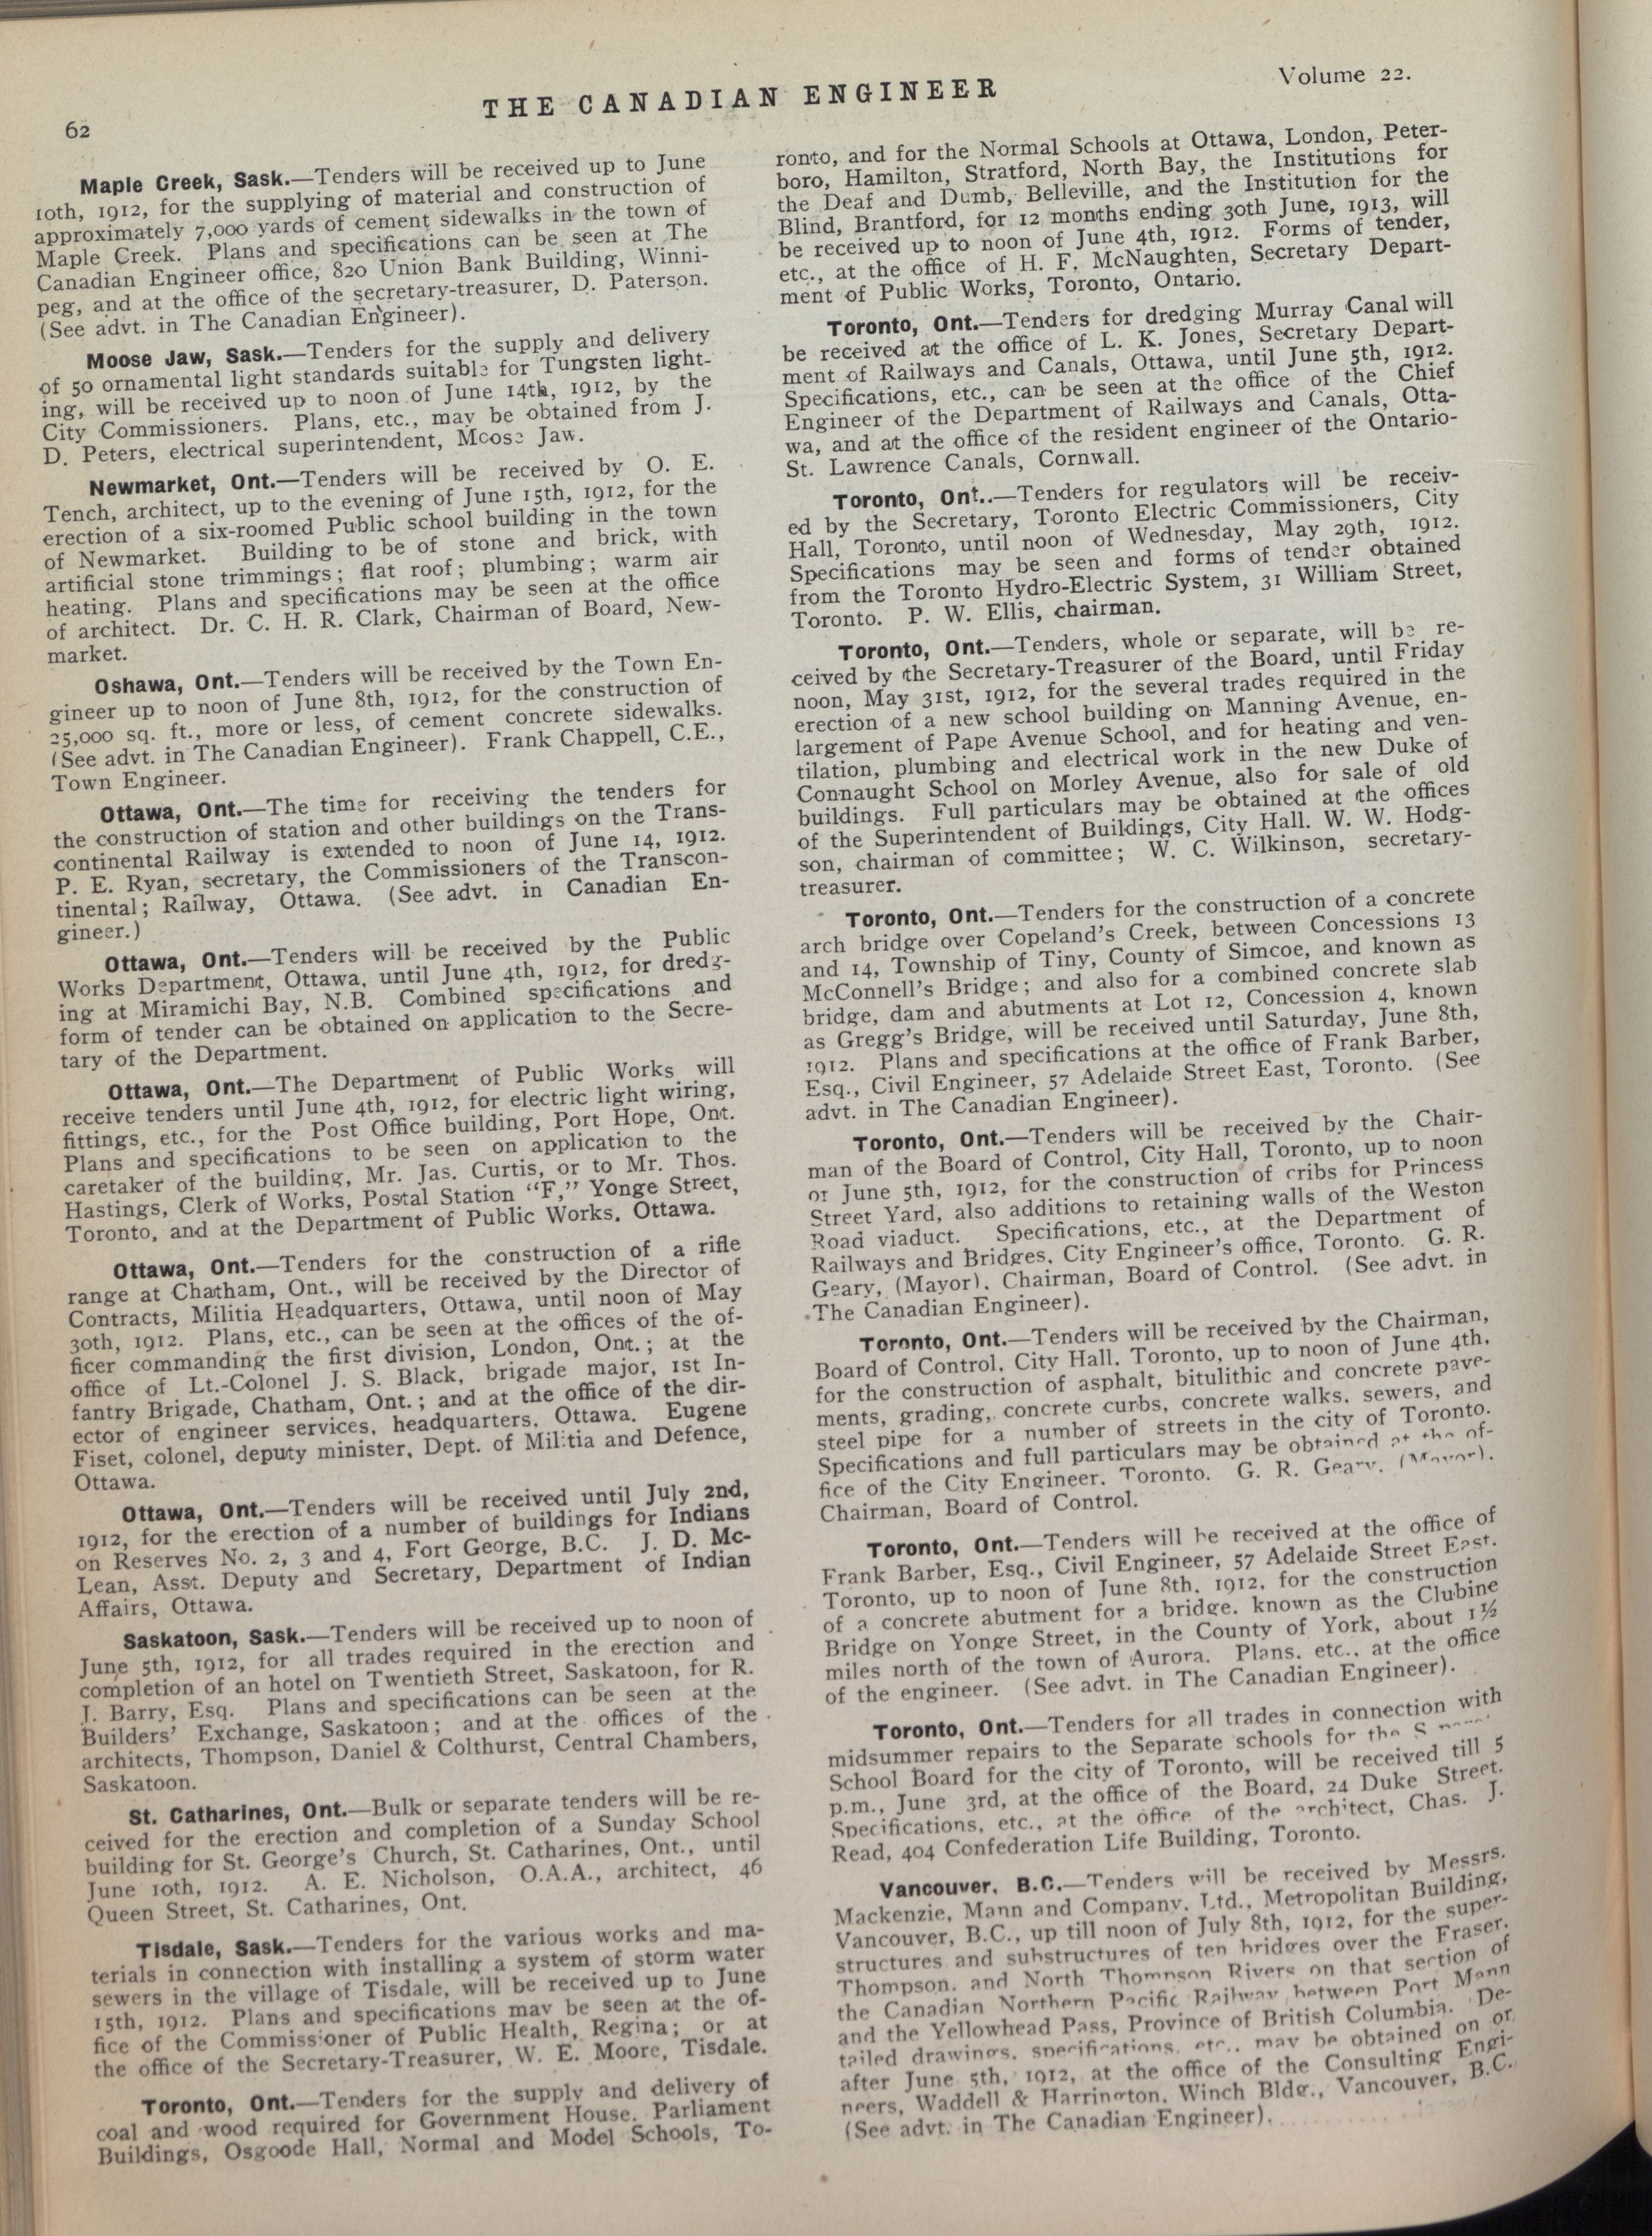 62
THE CANADIAN ENGINEER
Volume 22.
Maple Creek, Sask.—Tenders will be received up to June
10th, 1912, for the supplying of material and construction of
approximately 7,000 yards of cement sidewalks in the town of
Maple Creek. Plans and specifications can be seen at The
Canadian Engineer office, 820 Union Bank Building, Winni-
peg, and at the office of the secretary-treasurer, D. Paterson.
(See advt. in The Canadian Engineer).
Moose Jaw, Sask.—Tenders for the supply and delivery
of 50 ornamental light standards suitable for Tungsten light-
ing, will be received up to noon of June 14th, 1912, by the
City Commissioners. Plans, etc., may be obtained from J.
D. Peters, electrical superintendent, Moose Jaw.
Newmarket, Ont.—Tenders will be received by O. E.
Tench, architect, up to the evening of June 15th, 1912, for the
erection of a six-roomed Public school building in the town
of Newmarket. Building to be of stone and brick, with
artificial stone trimmings; flat roof; plumbing; warm air
heating. Plans and specifications may be seen at the office
of architect. Dr. C. H. R. Clark, Chairman of Board, New-
market.
Oshawa, Ont.—Tenders will be received by the Town En-
gineer up to noon of June 8th, 1912, for the construction of
25,000 sq. ft., more or less, of cement concrete sidewalks.
(See advt. in The Canadian Engineer). Frank Chappell, C.E.,
Town Engineer.
Ottawa, Ont.—The time for receiving the tenders for
the construction of station and other buildings on the Trans-
continental Railway is extended to noon of June 14, 1912.
P. E. Ryan, secretary, the Commissioners of the Transcon-
tinental; Railway, Ottawa. (See advt. in Canadian En-
gineer.)
Ottawa, Ont.—Tenders will be received by the Public
Works Department, Ottawa, until June 4th, 1912, for dredg-
ing at Miramichi Bay, N.B. Combined specifications and
form of tender can be obtained on application to the Secre-
tary of the Department.
Ottawa, Ont.—The Department of Public Works will
receive tenders until June 4th, 1912, for electric light wiring,
fittings, etc., for the Post Office building, Port Hope, Ont.
Plans and specifications to be seen on application to the
caretaker of the building, Mr. Jas. Curtis, or to Mr. Thos.
Hastings, Clerk of Works, Postal Station "F," Yonge Street,
Toronto, and at the Department of Public Works, Ottawa.
Ottawa, Ont.—Tenders for the construction of a rifle
range at Chatham, Ont., will be received by the Director of
Contracts, Militia Headquarters, Ottawa, until noon of May
30th, 1912. Plans, etc., can be seen at the offices of the of-
ficer commanding the first division, London, Ont.; at the
office of Lt.-Colonel J. S. Black, brigade major, 1st In-
fantry Brigade, Chatham, Ont.; and at the office of the dir-
ector of engineer services, headquarters, Ottawa. Eugene
Fiset, colonel, deputy minister, Dept. of Militia and Defence,
Ottawa.
Ottawa, Ont.—Tenders will be received until July 2nd,
1912, for the erection of a number of buildings for Indians
on Reserves No. 2, 3 and 4, Fort George, B.C. J. D. Mc-
Lean, Asst. Deputy and Secretary, Department of Indian
Affairs, Ottawa.
Saskatoon, Sask.—Tenders will be received up to noon of
June 5th, 1912, for all trades required in the erection and
completion of an hotel on Twentieth Street, Saskatoon, for R.
J. Barry, Esq. Plans and specifications can be seen at the
Builders' Exchange, Saskatoon; and at the offices of the
architects, Thompson, Daniel & Colthurst, Central Chambers,
Saskatoon.
St. Catharines, Ont.—Bulk or separate tenders will be re-
ceived for the erection and completion of a Sunday School
building for St. George's Church, St. Catharines, Ont., until
June 10th, 1912. A. E. Nicholson, O.A.A., architect, 46
Queen Street, St. Catharines, Ont.
Tisdale, Sask.—Tenders for the various works and ma-
terials in connection with installing a system of storm water
sewers in the village of Tisdale, will be received up to June
15th, 1912. Plans and specifications may be seen at the of-
fice of the Commissioner of Public Health, Regina; or at
the office of the Secretary-Treasurer, W. E. Moore, Tisdale.
Toronto, Ont.—Tenders for the supply and delivery of
coal and wood required for Government House, Parliament
Buildings, Osgoode Hall, Normal and Model Schools, To-
ronto, and for the Normal Schools at Ottawa, London, Peter-
boro, Hamilton, Stratford, North Bay, the Institutions for
the Deaf and Dumb, Belleville, and the Institution for the
Blind, Brantford, for 12 months ending 30th June, 1913, will
be received up to noon of June 4th, 1912. Forms of tender,
etc., at the office of H. F. McNaughten, Secretary Depart-
ment of Public Works, Toronto, Ontario.
Toronto, Ont.—Tenders for dredging Murray Canal will
be received at the office of L. K. Jones, Secretary Depart-
ment of Railways and Canals, Ottawa, until June 5th, 1912.
Specifications, etc., can be seen at the office of the Chief
Engineer of the Department of Railways and Canals, Otta-
wa, and at the office of the resident engineer of the Ontario-
St. Lawrence Canals, Cornwall.
Toronto, Ont..—Tenders for regulators will be receiv-
ed by the Secretary, Toronto Electric Commissioners, City
Hall, Toronto, until noon of Wednesday, May 29th, 1912.
Specifications may be seen and forms of tender obtained
from the Toronto Hydro-Electric System, 31 William Street,
Toronto. P. W. Ellis, chairman.
Toronto, Ont.—Tenders, whole or separate, will be re-
ceived by the Secretary-Treasurer of the Board, until Friday
noon, May 31st, 1912, for the several trades required in the
erection of a new school building on Manning Avenue, en-
largement of Pape Avenue School, and for heating and ven-
tilation, plumbing and electrical work in the new Duke of
Connaught School on Morley Avenue, also for sale of old
buildings. Full particulars may be obtained at the offices
of the Superintendent of Buildings, City Hall. W. W. Hodg-
son, chairman of committee; W. C. Wilkinson, secretary-
treasurer.
Toronto, Ont.—Tenders for the construction of a concrete
arch bridge over Copeland's Creek, between Concessions 13
and 14, Township of Tiny, County of Simcoe, and known as
McConnell's Bridge; and also for a combined concrete slab
bridge, dam and abutments at Lot 12, Concession 4, known
as Gregg's Bridge, will be received until Saturday, June 8th,
1912. Plans and specifications at the office of Frank Barber,
Esq., Civil Engineer, 57 Adelaide Street East, Toronto. (See
advt. in The Canadian Engineer).
Toronto, Ont.—Tenders will be received by the Chair-
man of the Board of Control, City Hall, Toronto, up to noon
of June 5th, 1912, for the construction of cribs for Princess
Street Yard, also additions to retaining walls of the Weston
Road viaduct. Specifications, etc., at the Department of
Railways and Bridges, City Engineer's office, Toronto. G. R.
Geary, (Mayor), Chairman, Board of Control. (See advt. in
The Canadian Engineer).
Toronto, Ont.—Tenders will be received by the Chairman,
Board of Control, City Hall, Toronto, up to noon of June 4th,
for the construction of asphalt, bitulithic and concrete pave-
ments, grading, concrete curbs, concrete walks, sewers, and
steel pipe for a number of streets in the city of Toronto.
Specifications and full particulars may be obtained at the of-
fice of the City Engineer, Toronto. G. R. Geary, (Mayor),
Chairman, Board of Control.
Toronto, Ont.—Tenders will be received at the office of
Frank Barber, Esq., Civil Engineer, 57 Adelaide Street East,
Toronto, up to noon of June 8th, 1912, for the construction
of a concrete abutment for a bridge, known as the Clubine
Bridge on Yonge Street, in the County of York, about 1½
miles north of the town of Aurora. Plans, etc., at the office
of the engineer. (See advt. in The Canadian Engineer).
Toronto, Ont.—Tenders for all trades in connection with
midsummer repairs to the Separate schools for the
School Board for the city of Toronto, will be received till 5
p.m., June 3rd, at the office of the Board, 24 Duke Street.
Specifications, etc., at the office of the architect, Chas. J.
Read, 404 Confederation Life Building, Toronto.
Vancouver, B.C.—Tenders will be received by Messrs.
Mackenzie, Mann and Company, Ltd., Metropolitan Building,
Vancouver, B.C., up till noon of July 8th, 1912, for the super-
structures and substructures of ten bridges over the Fraser,
Thompson, and North Thompson Rivers on that section of
the Canadian Northern Pacific Railway between Port Mann
and the Yellowhead Pass, Province of British Columbia. De-
tailed drawings, specifications, etc., may be obtained on or
after June 5th, 1912, at the office of the Consulting Engi-
neers, Waddell & Harrington, Winch Bldg., Vancouver, B.C.
(See advt. in The Canadian Engineer).